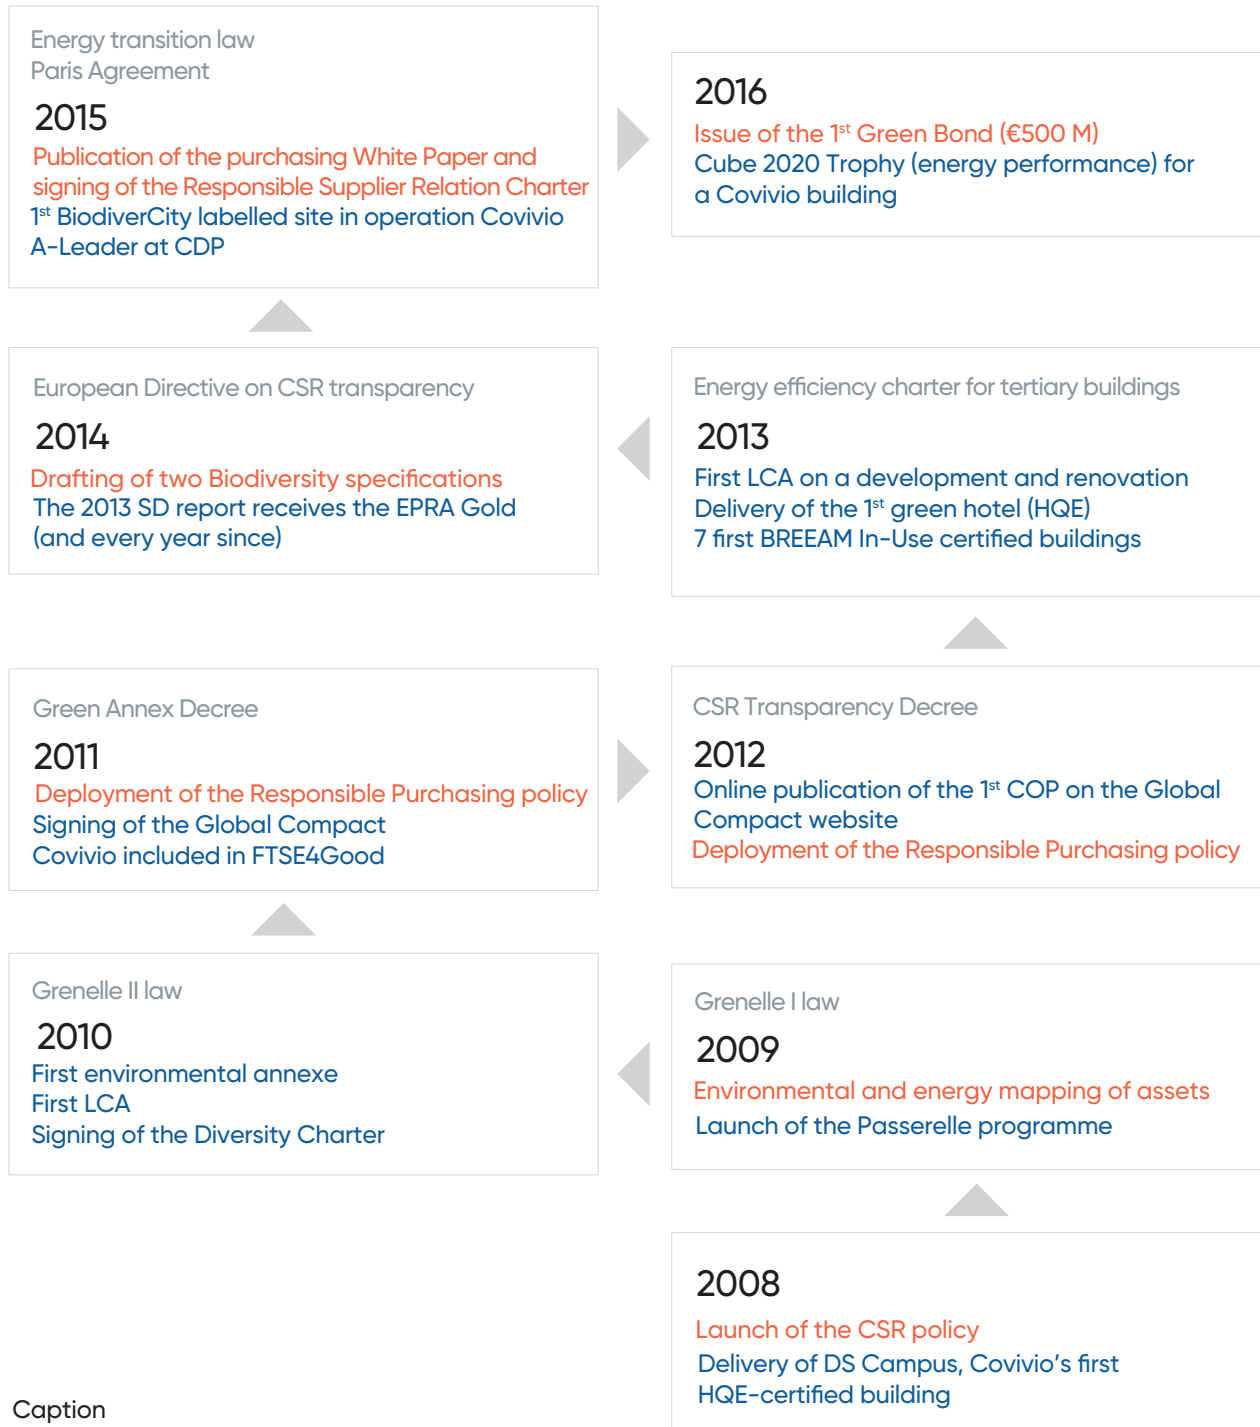 Energy transition law
Paris Agreement
2015
Publication of the purchasing White Paper and
signing of the Responsible Supplier Relation Charter
1st BiodiverCity labelled site in operation Covivio
A-Leader at CDP
2016
Issue of the 1st Green Bond (€500 M)
Cube 2020 Trophy (energy performance) for
a Covivio building
European Directive on CSR transparency
2014
Drafting of two Biodiversity specifications
The 2013 SD report receives the EPRA Gold
(and every year since)
Energy efficiency charter for tertiary buildings
2013
First LCA on a development and renovation
Delivery of the 1st green hotel (HQE)
7 first BREEAM In-Use certified buildings
Green Annex Decree
2011
Deployment of the Responsible Purchasing policy
Signing of the Global Compact
Covivio included in FTSE4Good
CSR Transparency Decree
2012
Online publication of the 1st COP on the Global
Compact website
Deployment of the Responsible Purchasing policy
Grenelle II law
2010
First environmental annexe
First LCA
Signing of the Diversity Charter
Grenelle I law
2009
Environmental and energy mapping of assets
Launch of the Passerelle programme
2008
Launch of the CSR policy
Delivery of DS Campus, Covivio's first
HQE-certified building
Caption